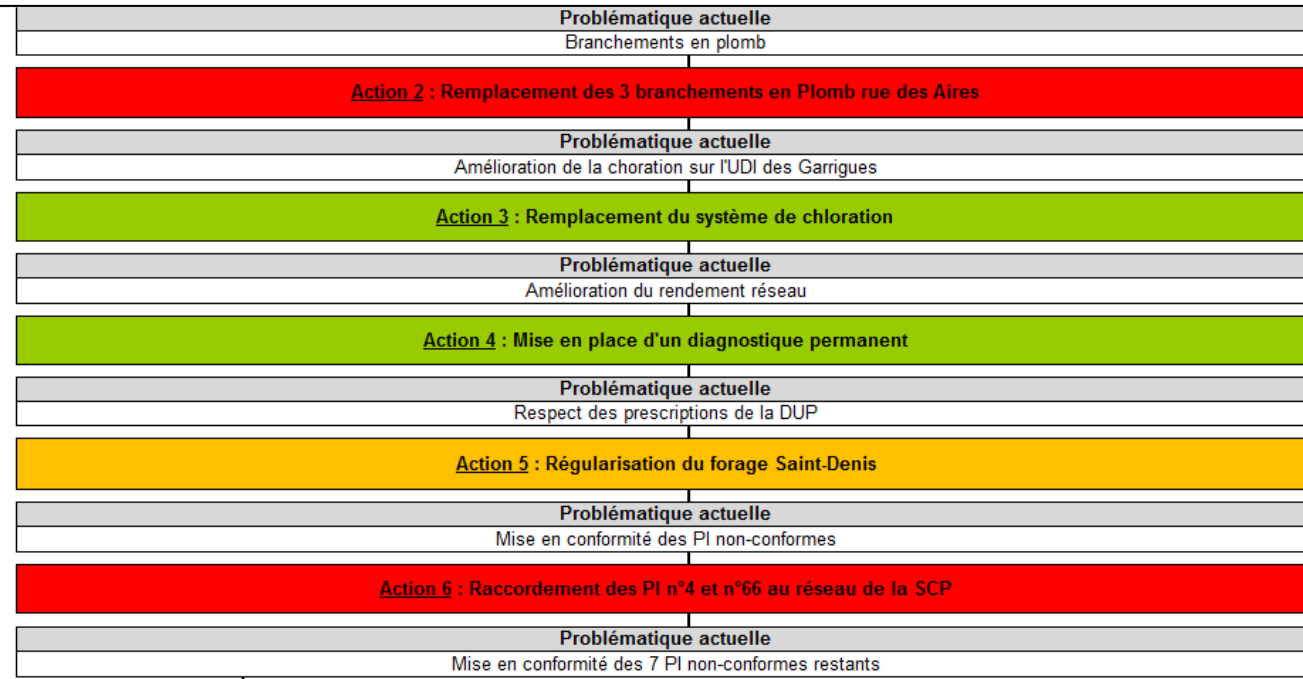 Problématique actuelle
Branchements en plomb
Action 2 : Remplacement des 3 branchements en Plomb rue des Aires
Problématique actuelle
Amélioration de la choration sur l'UDI des Garrigues
Action 3 : Remplacement du système de chloration
Problématique actuelle
Amélioration du rendement réseau
Action 4 : Mise en place d'un diagnostique permanent
Problématique actuelle
Respect des prescriptions de la DUP
Action 5 : Régularisation du forage Saint-Denis
Problématique actuelle
Mise en conformité des PI non-conformes
Action 6 : Raccordement des PI n°4 et n°66 au réseau de la SCP
Problématique actuelle
Mise en conformité des 7 PI non-conformes restants